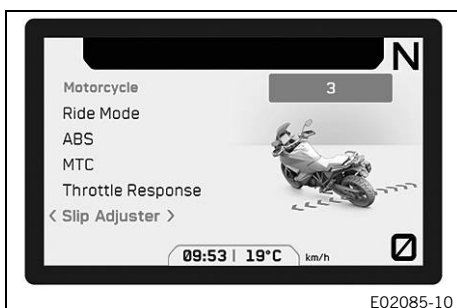 N
Motorcycle 3
Ride Mode
ABS
MTC
Throttle Response
< Slip Adjuster >
09:53 | 19°C km/h
0
E02085-10